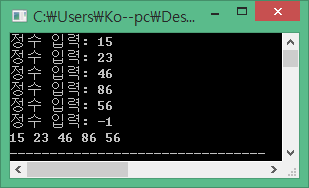 C:₩Users₩Ko--pc₩Des...
정수 입력: 15
정수 입력: 23
정수 입력: 46
정수 입력: 86
정수 입력: 56
정수 입력: -1
15 23 46 86 56
--------------------------------